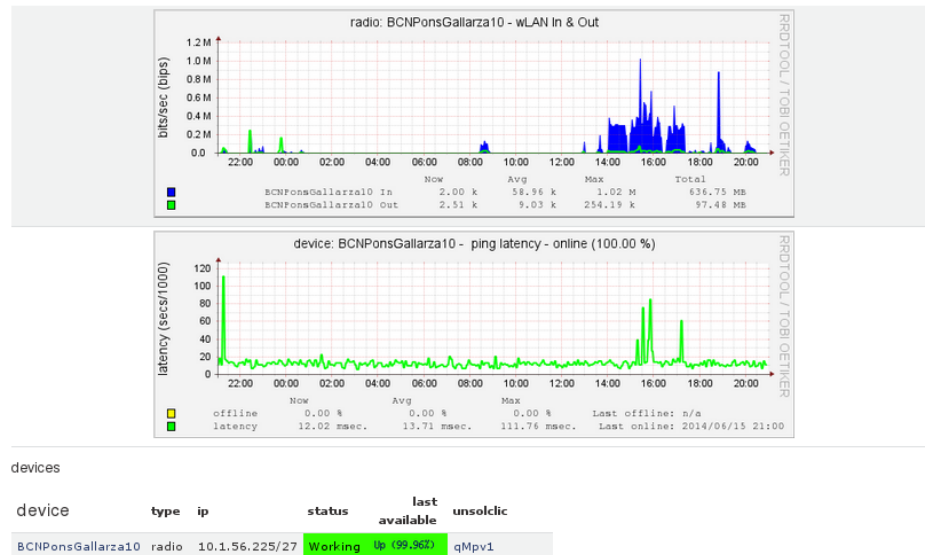 radio: BCNPonsGallarza10 - wLAN In & Out
1.2 M
1.0 M
0.8 M
0.6 M
0.4 M
0.2 M
0.0
bits/sec (bips)
22:00 00:00 02:00 04:00 06:00 08:00 10:00 12:00 14:00 16:00 18:00 20:00
RRDTOOL / TOBI OETIKER
Now Avg Max Total
BCNPonsGallarza10 In 2.00 k 58.96 k 1.02 M 636.75 MB
BCNPonsGallarza10 Out 2.51 k 9.03 k 254.19 k 97.48 MB
device: BCNPonsGallarza10 - ping latency - online (100.00 %)
120
100
80
60
40
20
0
latency (secs/1000)
22:00 00:00 02:00 04:00 06:00 08:00 10:00 12:00 14:00 16:00 18:00 20:00
RRDTOOL / TOBI OETIKER
Now Avg Max
offline 0.00 % 0.00 % 0.00 % Last offline: n/a
latency 12.02 msec. 13.71 msec. 111.76 msec. Last online: 2014/06/15 21:00
devices
device type ip status last available unsolclic
BCNPonsGallarza10 radio 10.1.56.225/27 Working Up (99.96%) qMpv1